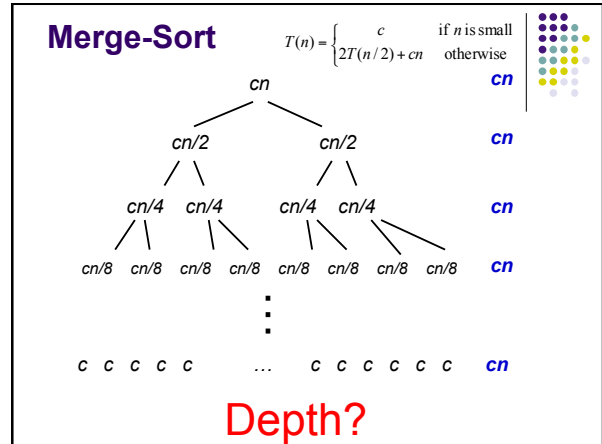 Merge-Sort
T(n) = { c if n is small
2T(n/2) + cn otherwise
cn cn
cn/2 cn/2 cn
cn/4 cn/4 cn/4 cn/4 cn
cn/8 cn/8 cn/8 cn/8 cn/8 cn/8 cn/8 cn/8 cn
⋮
c c c c c ... c c c c c c cn
Depth?